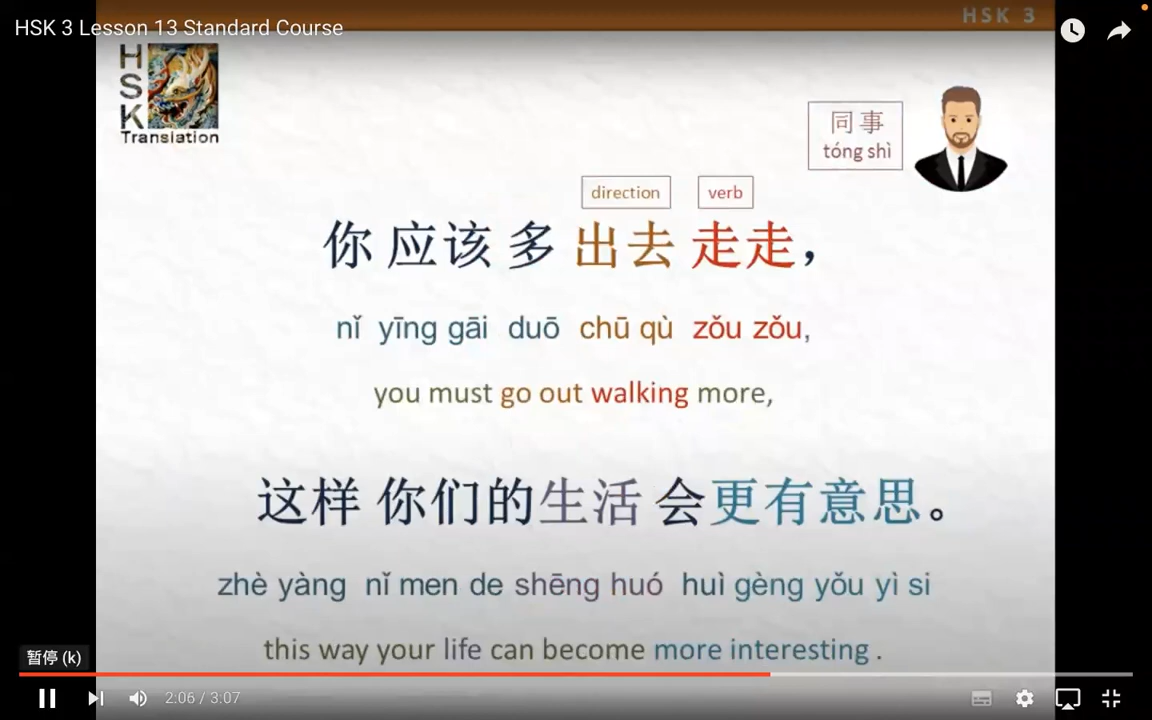 HSK 3 Lesson 13 Standard Course
HSK 3
HSK
Translation
同事
tóng shì
direction verb
你 应该 多 出去 走走，
nǐ yīng gāi duō chū qù zǒu zǒu,
you must go out walking more,
这样 你们的生活 会更有意思。
zhè yàng nǐ men de shēng huó huì gèng yǒu yì si
this way your life can become more interesting .
暂停 (k)
2:06 / 3:07